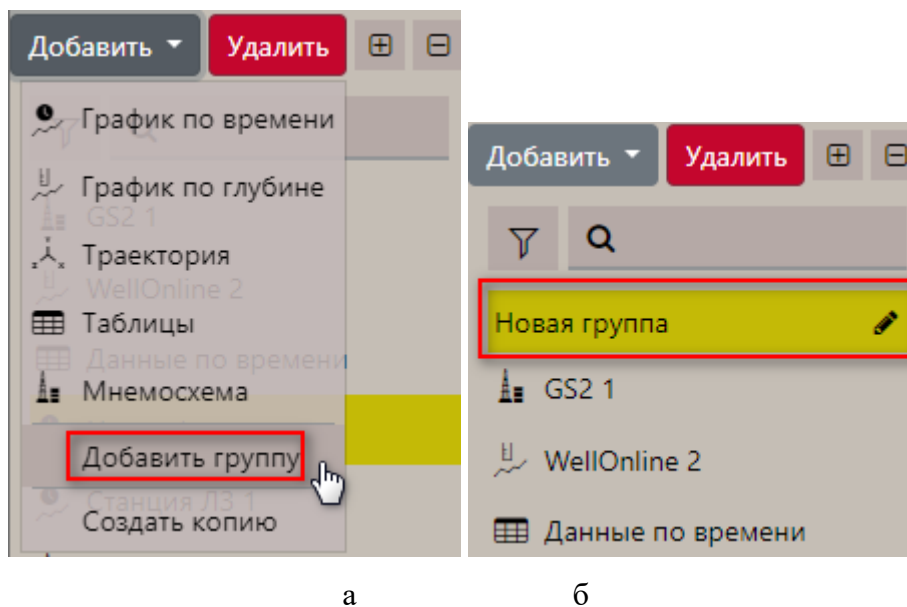 Добавить Удалить
График по времени
График по глубине
GS2 1
Траектория
WellOnline 2
Таблицы
Данные по времени
Мнемосхема
Добавить группу
Станция ЛЗ 1
Создать копию
Добавить Удалить
Новая группа
GS2 1
WellOnline 2
Данные по времени
а б